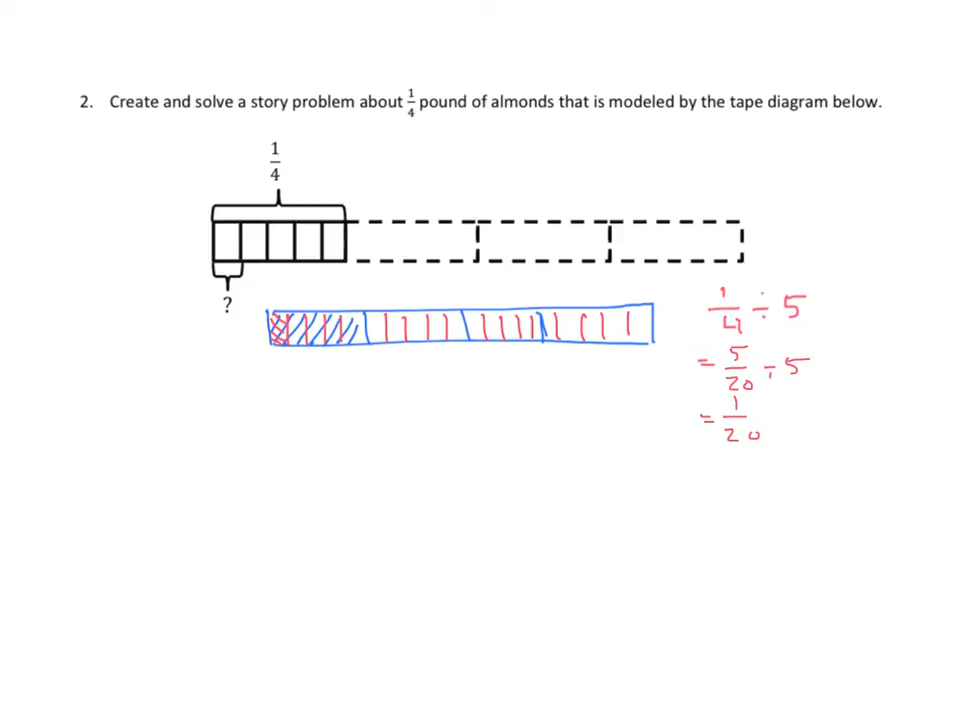 2. Create and solve a story problem about 1/4 pound of almonds that is modeled by the tape diagram below.
1/4
?
1/4 ÷ 5
= 5/20 ÷ 5
= 1/20